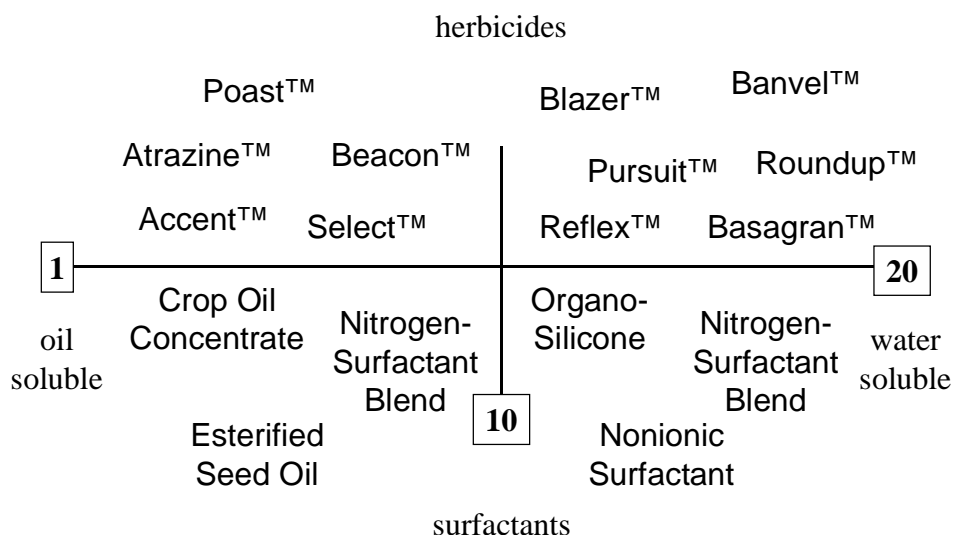 herbicides
Poast™
Blazer™
Banvel™
Atrazine™
Beacon™
Pursuit™
Roundup™
Accent™
Select™
Reflex™
Basagran™
1
20
oil
soluble
Crop Oil
Concentrate
Nitrogen-
Surfactant
Blend
Organo-
Silicone
Nitrogen-
Surfactant
Blend
water
soluble
10
Esterified
Seed Oil
Nonionic
Surfactant
surfactants